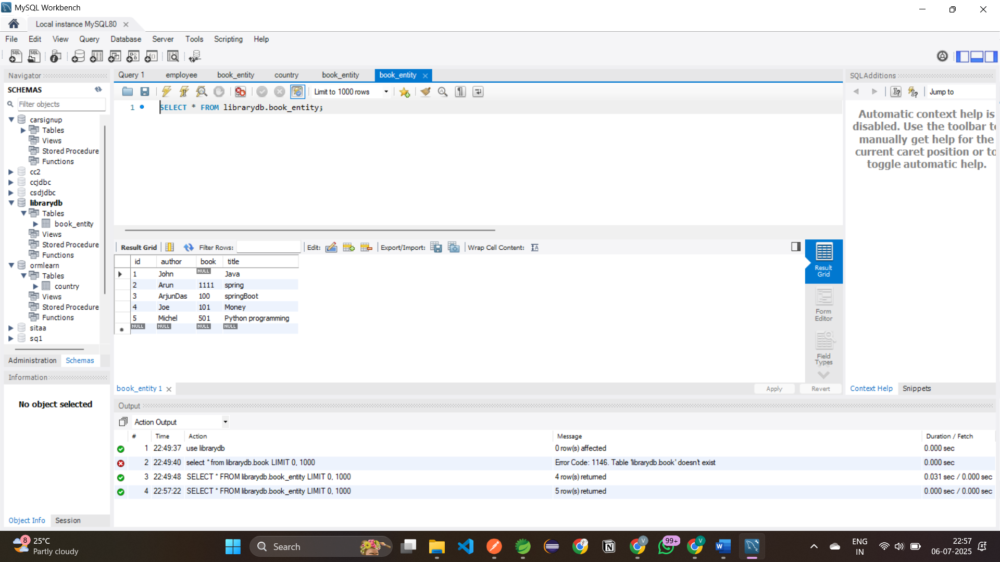 MySQL Workbench
Local instance MySQL80
File Edit View Query Database Server Tools Scripting Help
Navigator
SCHEMAS
Filter objects
carsignup
Tables
Views
Stored Procedure
Functions
cc2
ccjdbc
csdjdbc
librarydb
Tables
book_entity
Views
Stored Procedure
Functions
ormlearn
Tables
country
Views
Stored Procedure
Functions
sitaa
sq1
Administration Schemas
Information
No object selected
Object Info Session
Query 1 employee book_entity country book_entity book_entity
Limit to 1000 rows
1 SELECT * FROM librarydb.book_entity;
Result Grid Filter Rows: Edit: Export/Import: Wrap Cell Content:
id author book title
1 John NULL Java
2 Arun 1111 spring
3 ArjunDas 100 springBoot
4 Joe 101 Money
5 Michel 501 Python programming
NULL NULL NULL NULL
Result
Grid
Form
Editor
Field
Types
book_entity 1
Apply Revert
SQLAdditions
Jump to
Automatic context help is
disabled. Use the toolbar to
manually get help for the
current caret position or to
toggle automatic help.
Context Help Snippets
Output
Action Output
# Time Action Message Duration / Fetch
1 22:49:37 use librarydb 0 row(s) affected 0.000 sec
2 22:49:40 select * from librarydb.book LIMIT 0, 1000 Error Code: 1146. Table 'librarydb.book' doesn't exist 0.000 sec
3 22:49:48 SELECT * FROM librarydb.book_entity LIMIT 0, 1000 4 row(s) returned 0.031 sec / 0.000 sec
4 22:57:22 SELECT * FROM librarydb.book_entity LIMIT 0, 1000 5 row(s) returned 0.000 sec / 0.000 sec
8
25°C
Partly cloudy
Search
V
99+
V
ENG
IN
22:57
06-07-2025